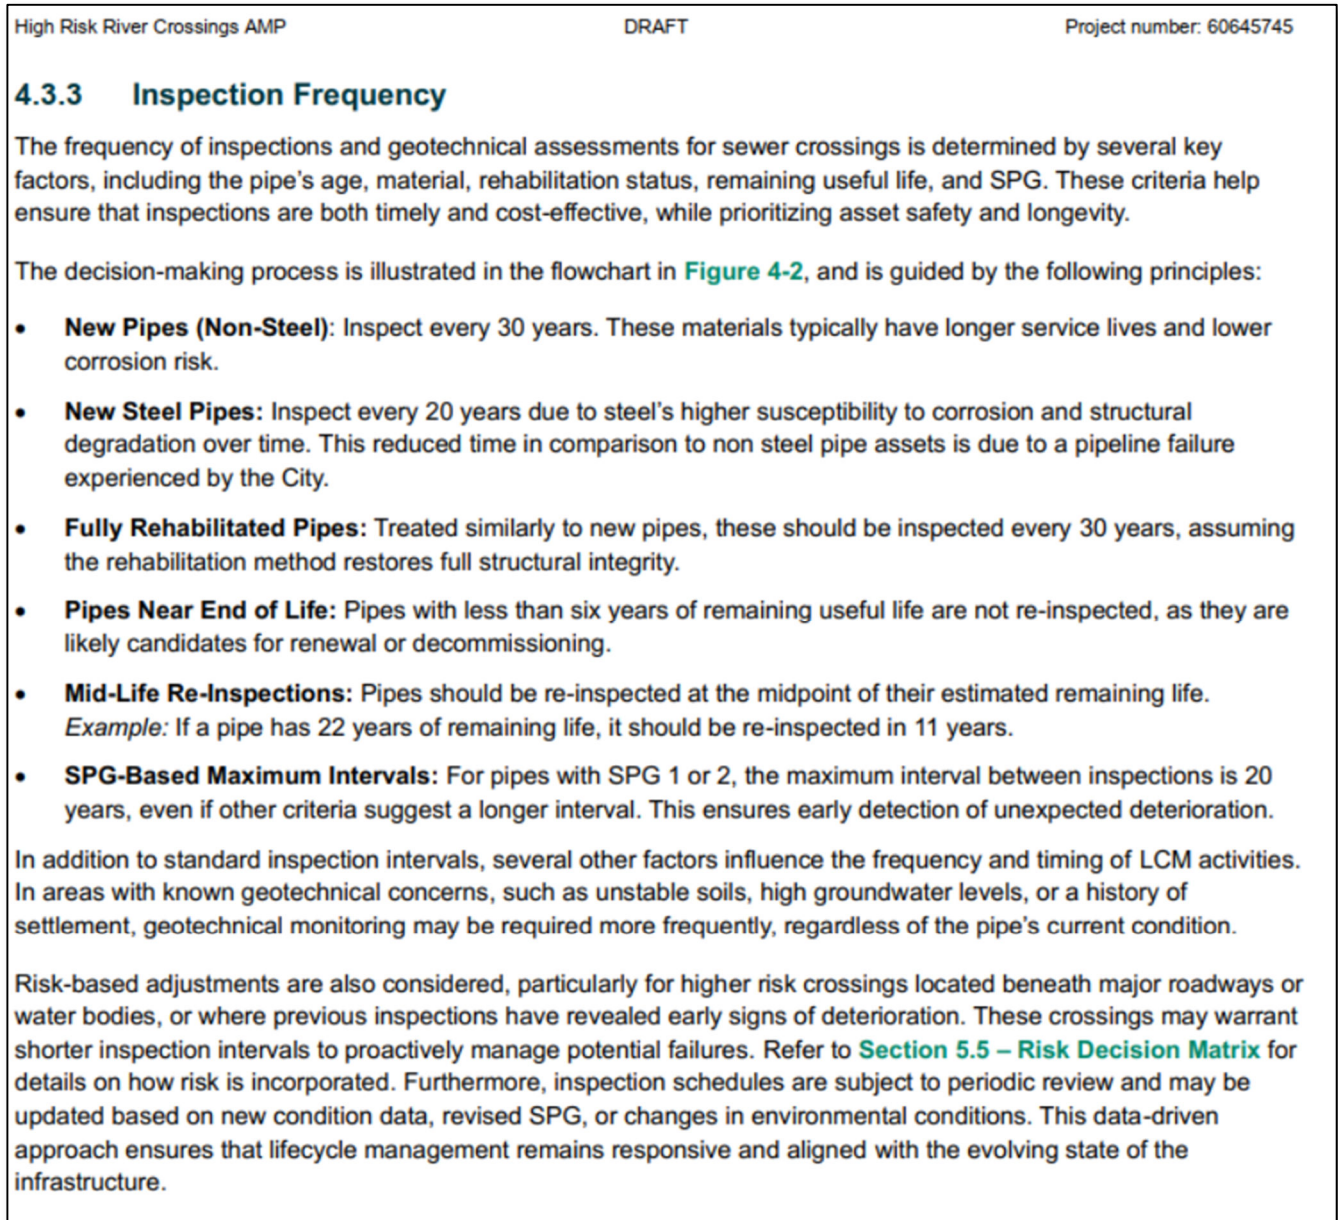 High Risk River Crossings AMP DRAFT Project number: 60645745
4.3.3 Inspection Frequency
The frequency of inspections and geotechnical assessments for sewer crossings is determined by several key
factors, including the pipe's age, material, rehabilitation status, remaining useful life, and SPG. These criteria help
ensure that inspections are both timely and cost-effective, while prioritizing asset safety and longevity.
The decision-making process is illustrated in the flowchart in Figure 4-2, and is guided by the following principles:
• New Pipes (Non-Steel): Inspect every 30 years. These materials typically have longer service lives and lower
corrosion risk.
• New Steel Pipes: Inspect every 20 years due to steel's higher susceptibility to corrosion and structural
degradation over time. This reduced time in comparison to non steel pipe assets is due to a pipeline failure
experienced by the City.
• Fully Rehabilitated Pipes: Treated similarly to new pipes, these should be inspected every 30 years, assuming
the rehabilitation method restores full structural integrity.
• Pipes Near End of Life: Pipes with less than six years of remaining useful life are not re-inspected, as they are
likely candidates for renewal or decommissioning.
• Mid-Life Re-Inspections: Pipes should be re-inspected at the midpoint of their estimated remaining life.
Example: If a pipe has 22 years of remaining life, it should be re-inspected in 11 years.
• SPG-Based Maximum Intervals: For pipes with SPG 1 or 2, the maximum interval between inspections is 20
years, even if other criteria suggest a longer interval. This ensures early detection of unexpected deterioration.
In addition to standard inspection intervals, several other factors influence the frequency and timing of LCM activities.
In areas with known geotechnical concerns, such as unstable soils, high groundwater levels, or a history of
settlement, geotechnical monitoring may be required more frequently, regardless of the pipe's current condition.
Risk-based adjustments are also considered, particularly for higher risk crossings located beneath major roadways or
water bodies, or where previous inspections have revealed early signs of deterioration. These crossings may warrant
shorter inspection intervals to proactively manage potential failures. Refer to Section 5.5 – Risk Decision Matrix for
details on how risk is incorporated. Furthermore, inspection schedules are subject to periodic review and may be
updated based on new condition data, revised SPG, or changes in environmental conditions. This data-driven
approach ensures that lifecycle management remains responsive and aligned with the evolving state of the
infrastructure.